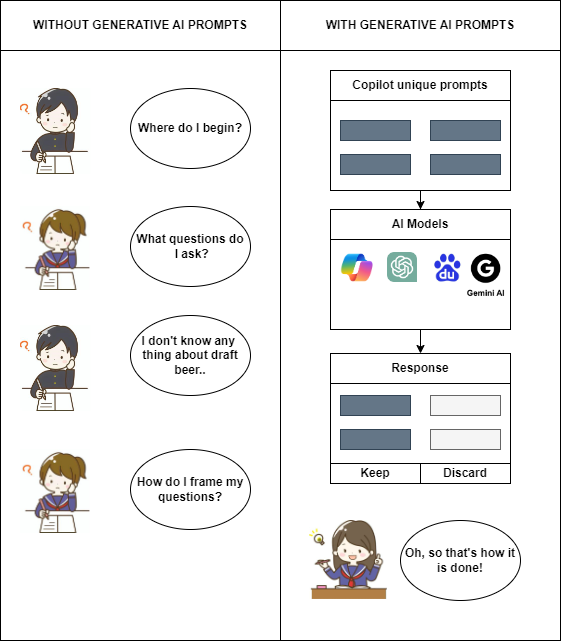 WITHOUT GENERATIVE AI PROMPTS
WITH GENERATIVE AI PROMPTS
Where do I begin?
What questions do
I ask?
I don't know any
thing about draft
beer..
How do I frame my
questions?
Copilot unique prompts
AI Models
du
G
Gemini AI
Response
Keep
Discard
Oh, so that's how it
is done!